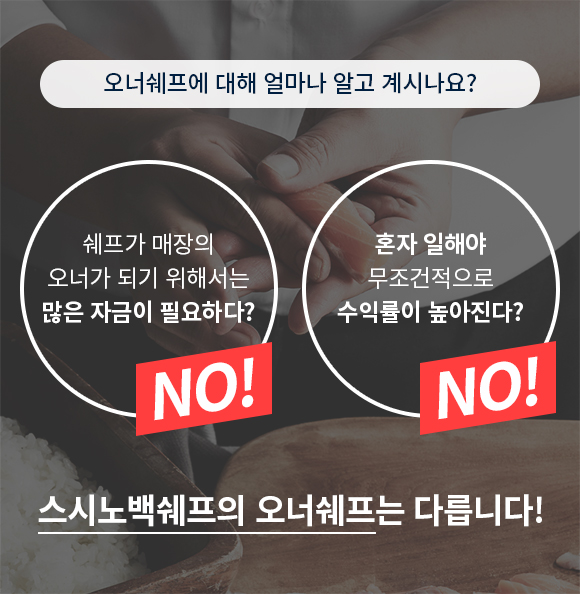 오너쉐프에 대해 얼마나 알고 계시나요?
쉐프가 매장의
오너가 되기 위해서는
많은 자금이 필요하다?
NO!
혼자 일해야
무조건적으로
수익률이 높아진다?
NO!
스시노백쉐프의 오너쉐프는 다릅니다!